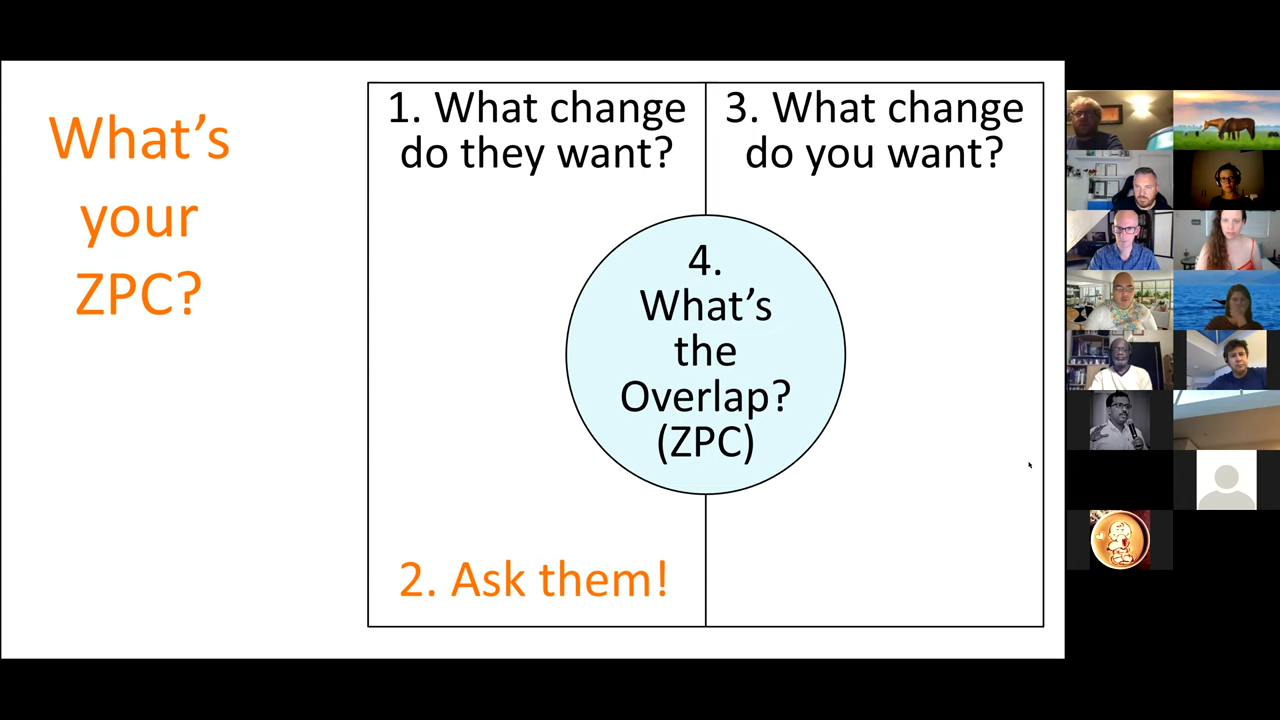 What's
your
ZPC?
1. What change
do they want?
2. Ask them!
3. What change
do you want?
4.
What's
the
Overlap?
(ZPC)